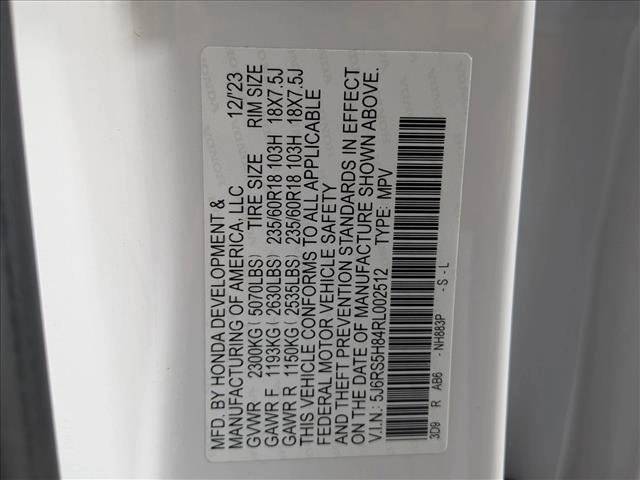 MFD. BY HONDA DEVELOPMENT &
MANUFACTURING OF AMERICA, LLC 12/'23
GVWR 2300KG ( 5070LBS) TIRE SIZE RIM SIZE
GAWR F 1193KG ( 2630LBS) 235/60R18 103H 18X7.5J
GAWR R 1150KG ( 2535LBS) 235/60R18 103H 18X7.5J
THIS VEHICLE CONFORMS TO ALL APPLICABLE
FEDERAL MOTOR VEHICLE SAFETY
AND THEFT PREVENTION STANDARDS IN EFFECT
ON THE DATE OF MANUFACTURE SHOWN ABOVE.
V.I.N.: 5J6RS5H84RL002512 TYPE: MPV
3D9 R AB6 - NH883P - S - L